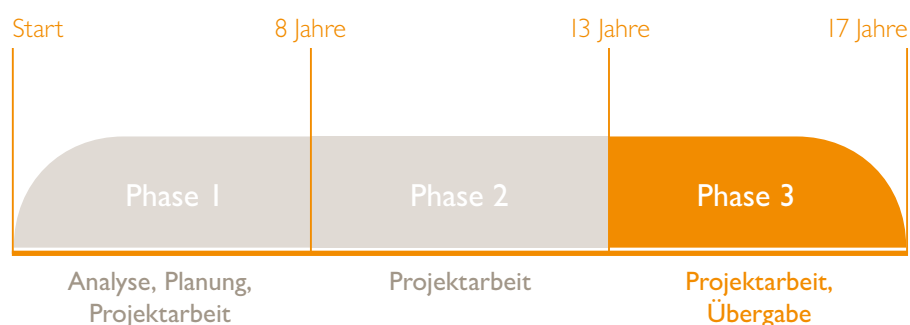 Start
8 Jahre
13 Jahre
17 Jahre
Phase 1
Phase 2
Phase 3
Analyse, Planung,
Projektarbeit
Projektarbeit
Projektarbeit,
Übergabe